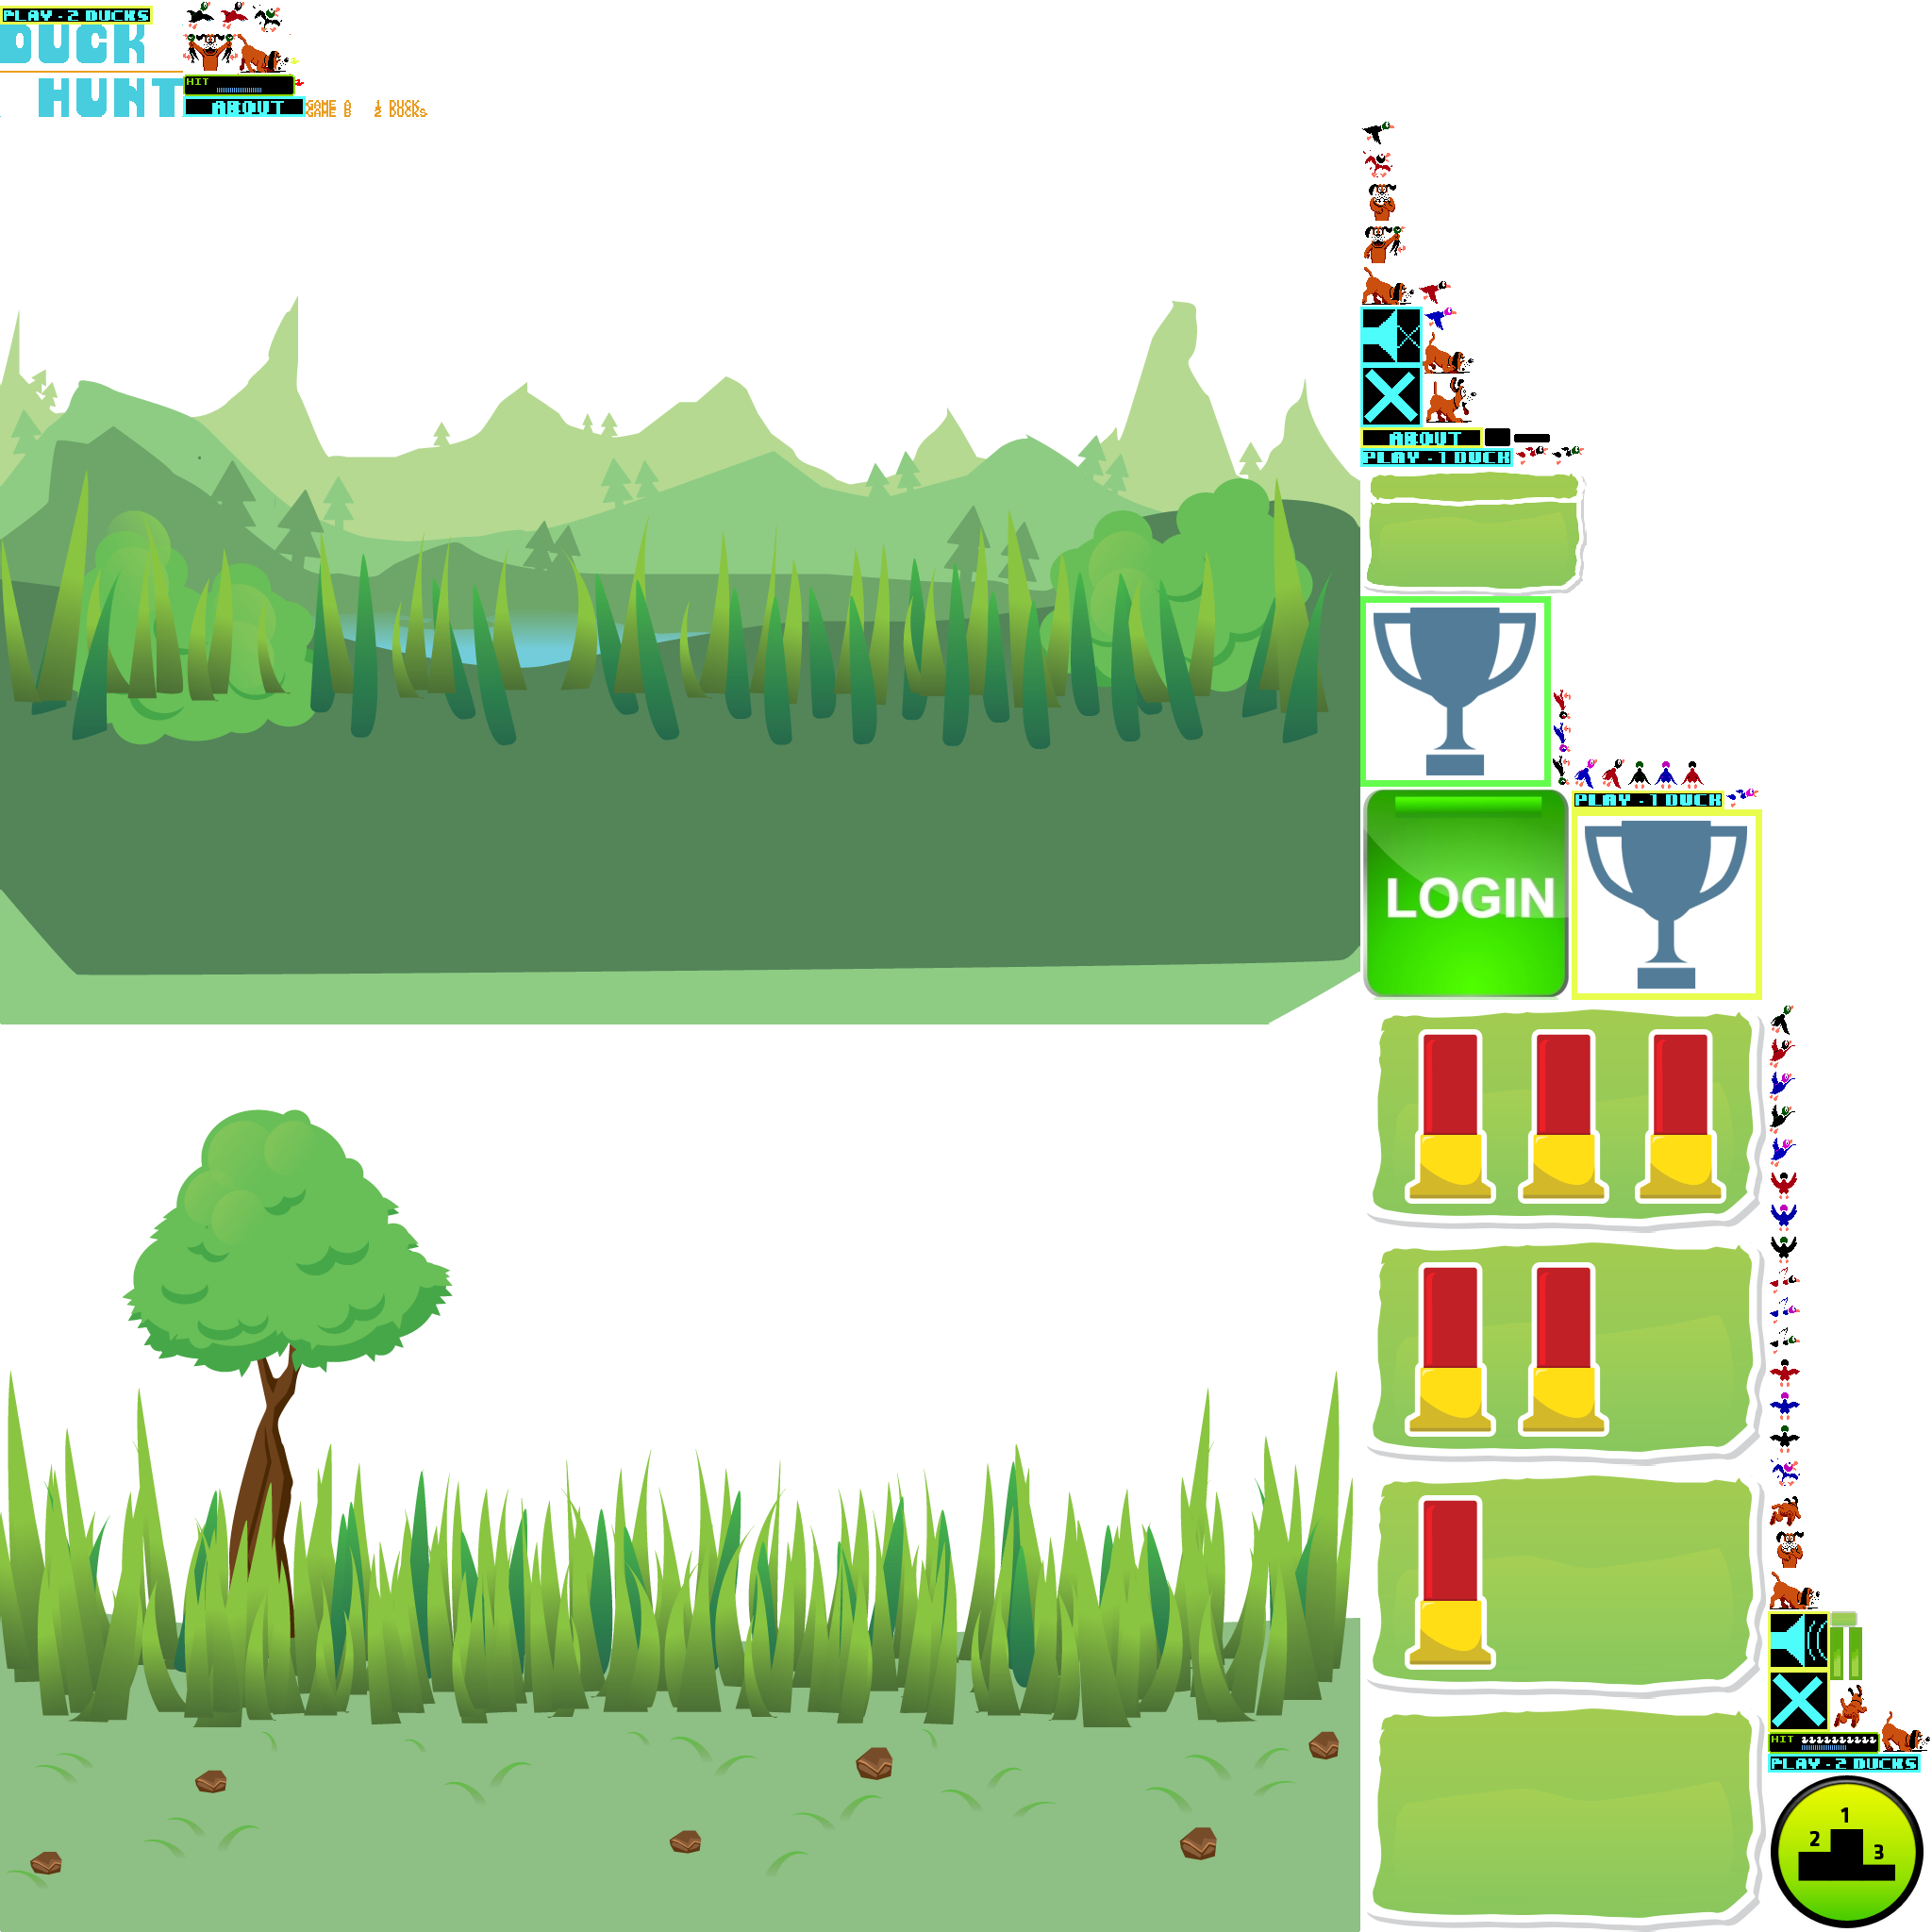 PLAY - 2 DUCKS
DUCK
HUNT
HIT
ABOUT
GAME A 1 DUCK
GAME B 2 DUCKS
ABOUT
PLAY - 1 DUCK
PLAY - 1 DUCK
LOGIN
HIT
PLAY - 2 DUCKS
1
2
3